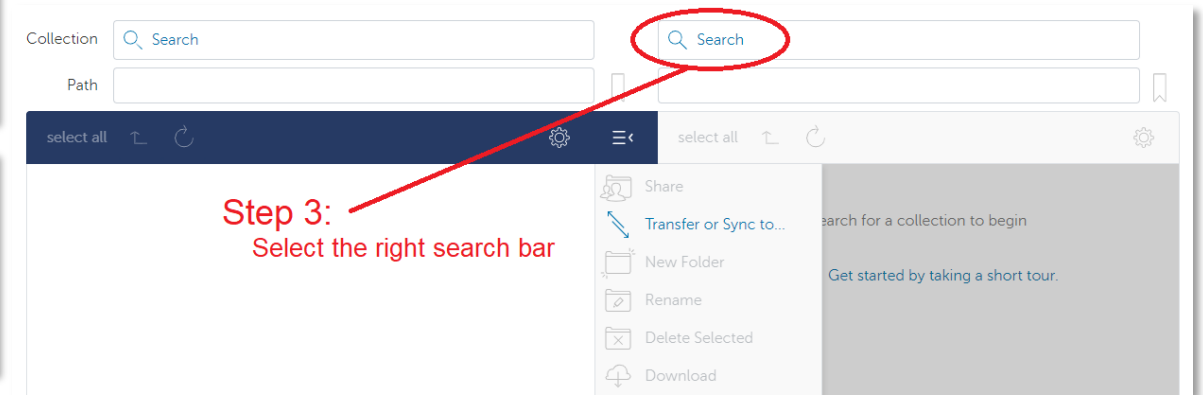 Collection Search Search
Path
select all select all
Step 3:
Select the right search bar
Share
Transfer or Sync to...
New Folder
Rename
Delete Selected
Download
earch for a collection to begin
Get started by taking a short tour.